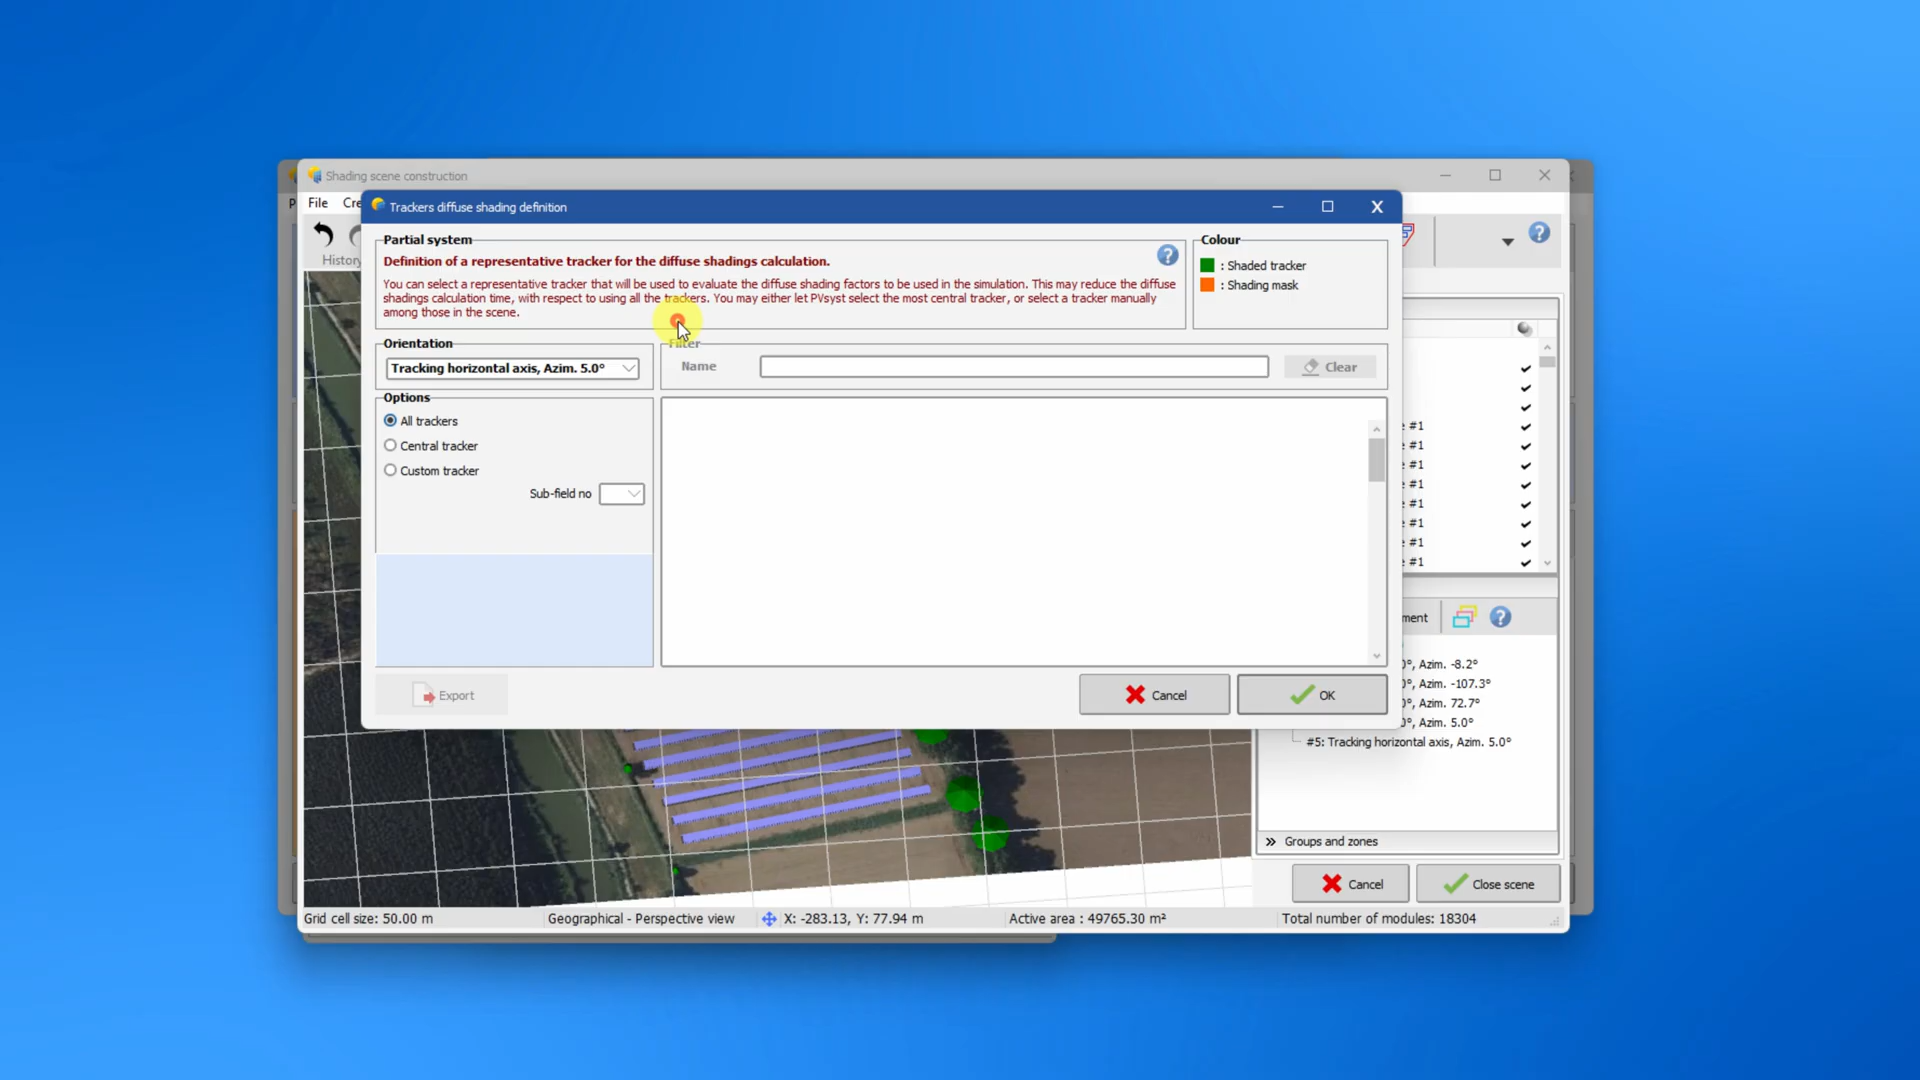 Shading scene construction
File
Trackers diffuse shading definition
History
Partial system
Definition of a representative tracker for the diffuse shadings calculation.
You can select a representative tracker that will be used to evaluate the diffuse shading factors to be used in the simulation. This may reduce the diffuse
shadings calculation time, with respect to using all the trackers. You may either let PVsyst select the most central tracker, or select a tracker manually
among those in the scene.
Colour
: Shaded tracker
: Shading mask
Orientation
Tracking horizontal axis, Azim. 5.0°
Filter
Name
Clear
Options
All trackers
Central tracker
Custom tracker
Sub-field no
Export
Cancel
OK
#1
#1
#1
#1
#1
#1
#1
#1
ment
0°, Azim. -8.2°
0°, Azim. -107.3°
0°, Azim. 72.7°
0°, Azim. 5.0°
#5: Tracking horizontal axis, Azim. 5.0°
Groups and zones
Cancel
Close scene
Grid cell size: 50.00 m
Geographical - Perspective view
X: -283.13, Y: 77.94 m
Active area : 49765.30 m²
Total number of modules: 18304